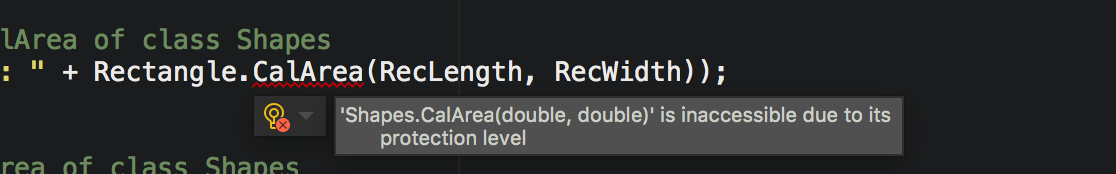 lArea of class Shapes
: " + Rectangle.CalArea(RecLength, RecWidth));
'Shapes.CalArea(double, double)' is inaccessible due to its
protection level
rea of class Shapes